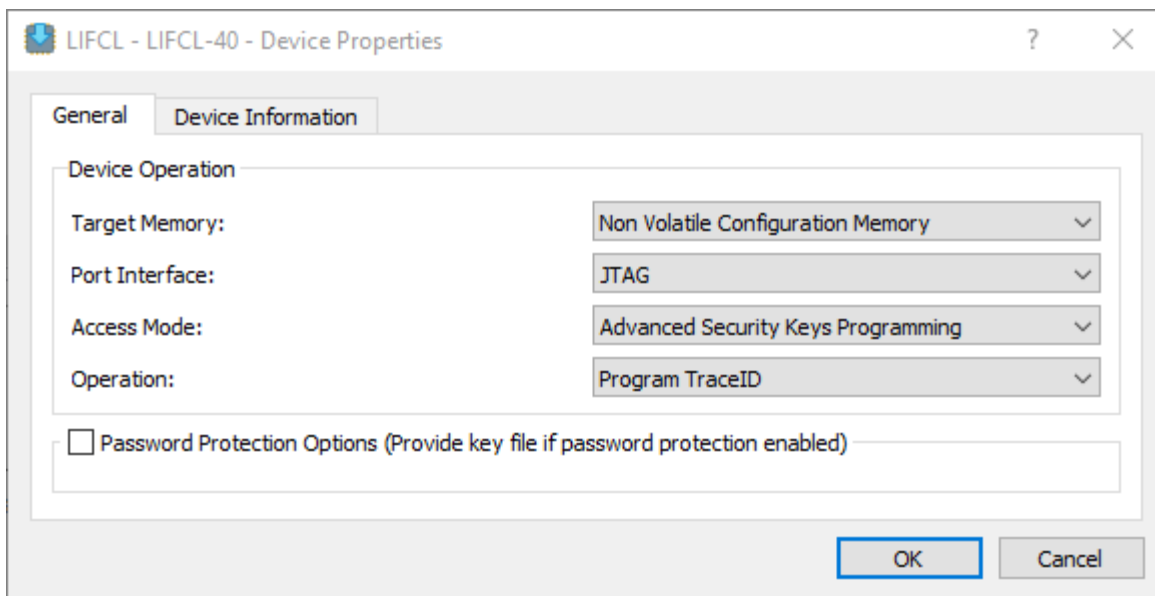 LIFCL - LIFCL-40 - Device Properties
General Device Information
Device Operation
Target Memory: Non Volatile Configuration Memory
Port Interface: JTAG
Access Mode: Advanced Security Keys Programming
Operation: Program TraceID
Password Protection Options (Provide key file if password protection enabled)
OK Cancel